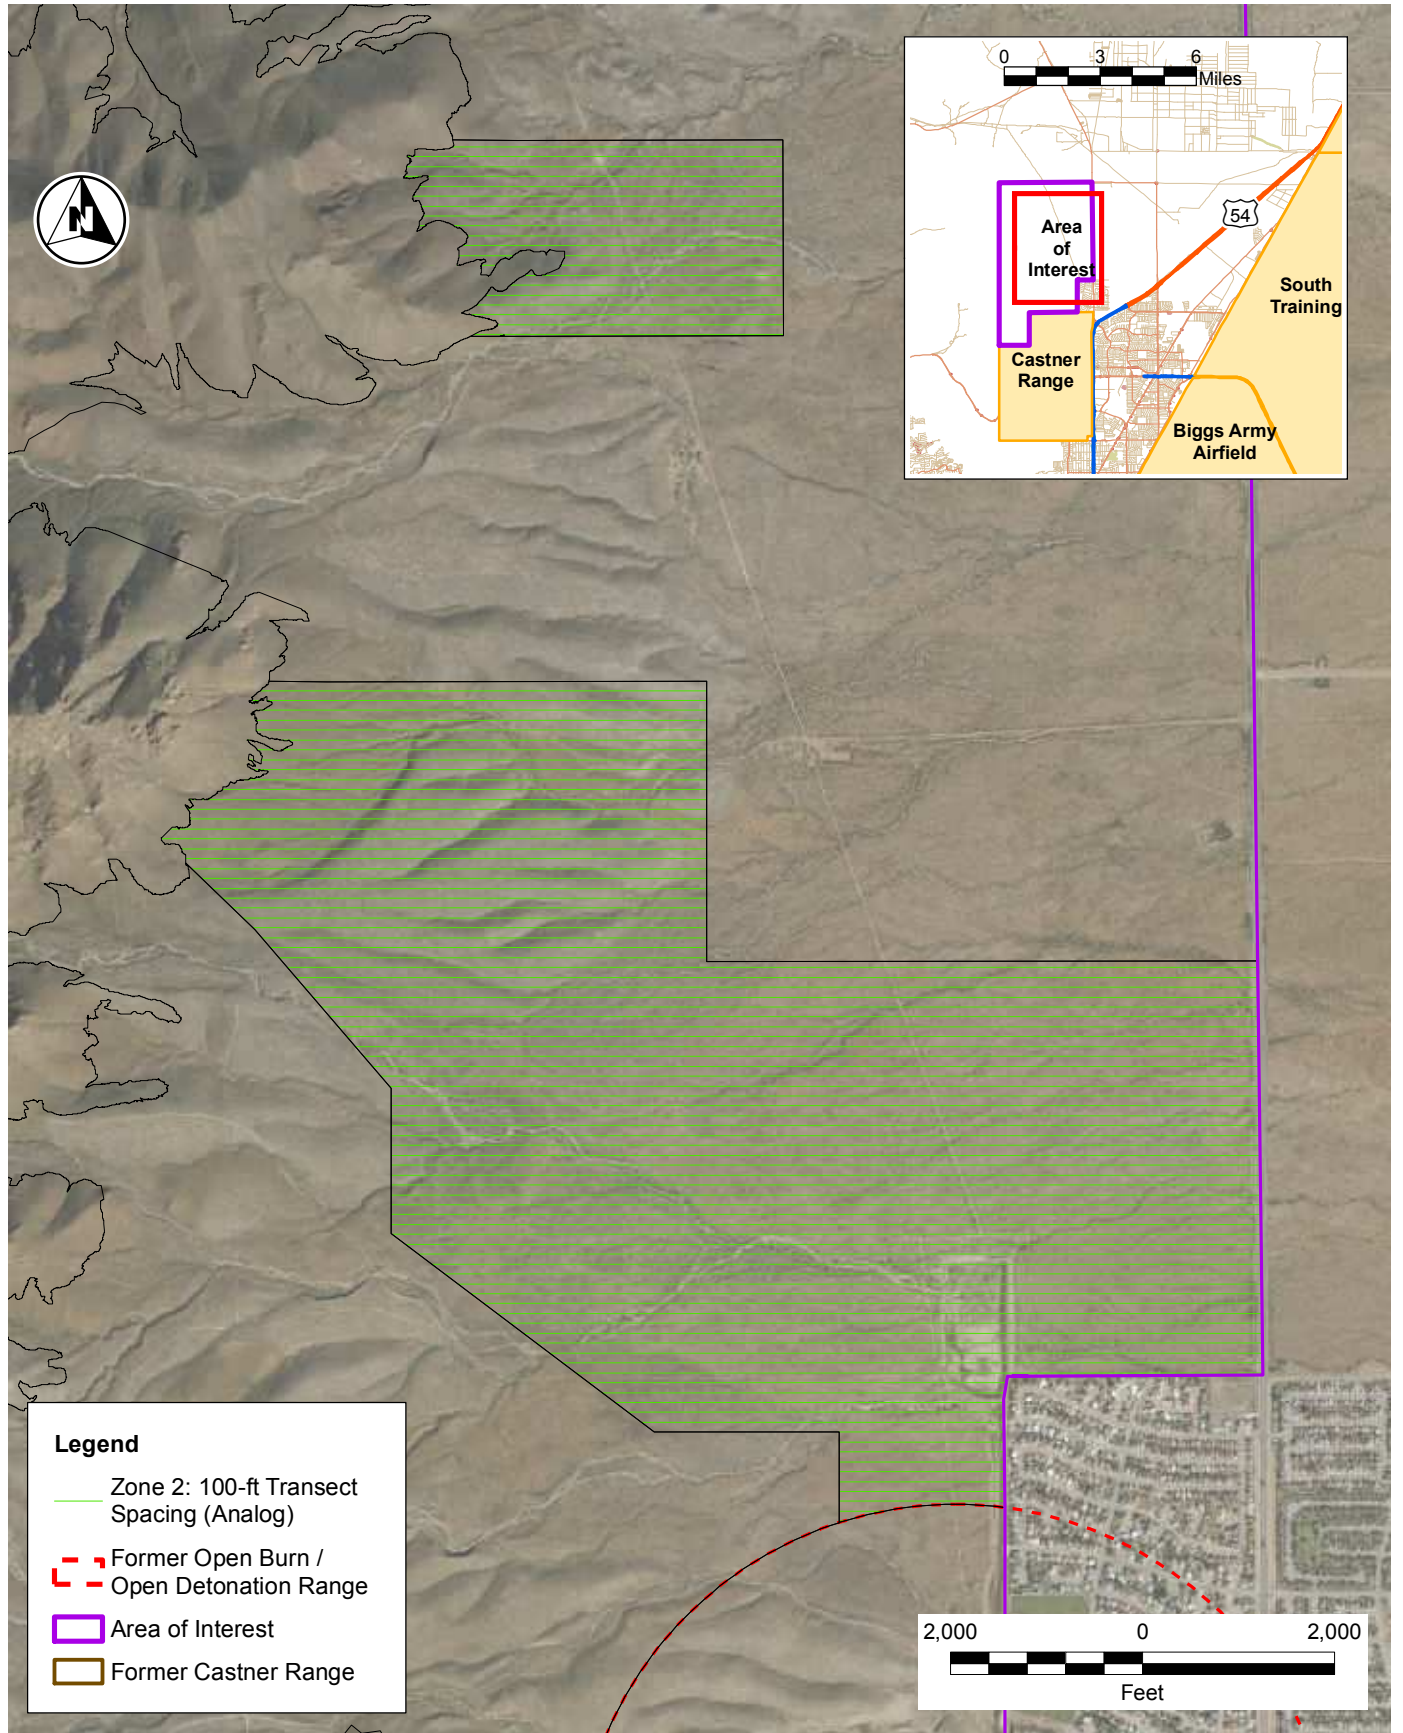 N
0 3 6
Miles
54
Area
of
Interest
South
Training
Castner
Range
Biggs Army
Airfield
Legend
Zone 2: 100-ft Transect
Spacing (Analog)
Former Open Burn /
Open Detonation Range
Area of Interest
Former Castner Range
2,000 0 2,000
Feet